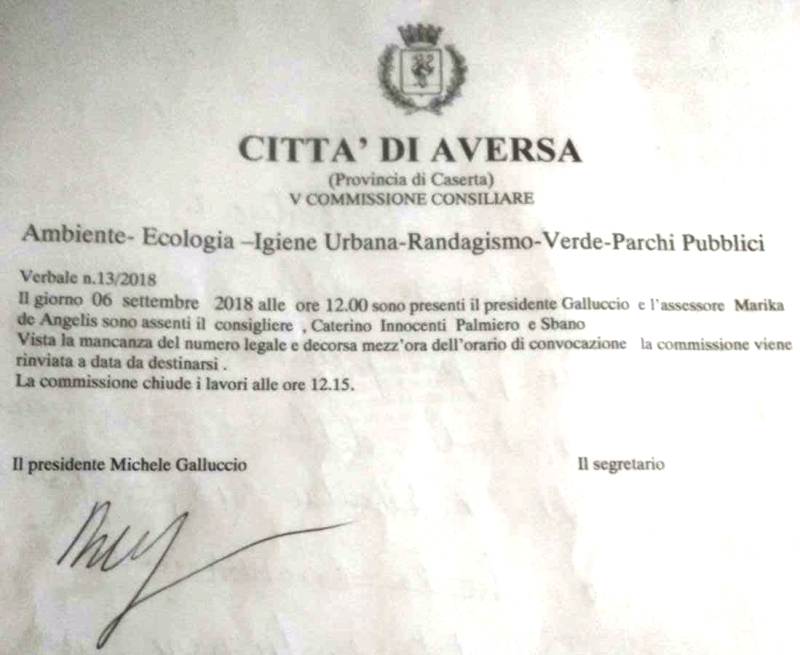 CITTA' DI AVERSA
(Provincia di Caserta)
V COMMISSIONE CONSILIARE
Ambiente- Ecologia –Igiene Urbana-Randagismo-Verde-Parchi Pubblici
Verbale n.13/2018
Il giorno 06 settembre 2018 alle ore 12.00 sono presenti il presidente Galluccio e l'assessore Marika
de Angelis sono assenti il consigliere , Caterino Innocenti Palmiero e Sbano
Vista la mancanza del numero legale e decorsa mezz'ora dell'orario di convocazione la commissione viene
rinviata a data da destinarsi .
La commissione chiude i lavori alle ore 12.15.
Il presidente Michele Galluccio Il segretario